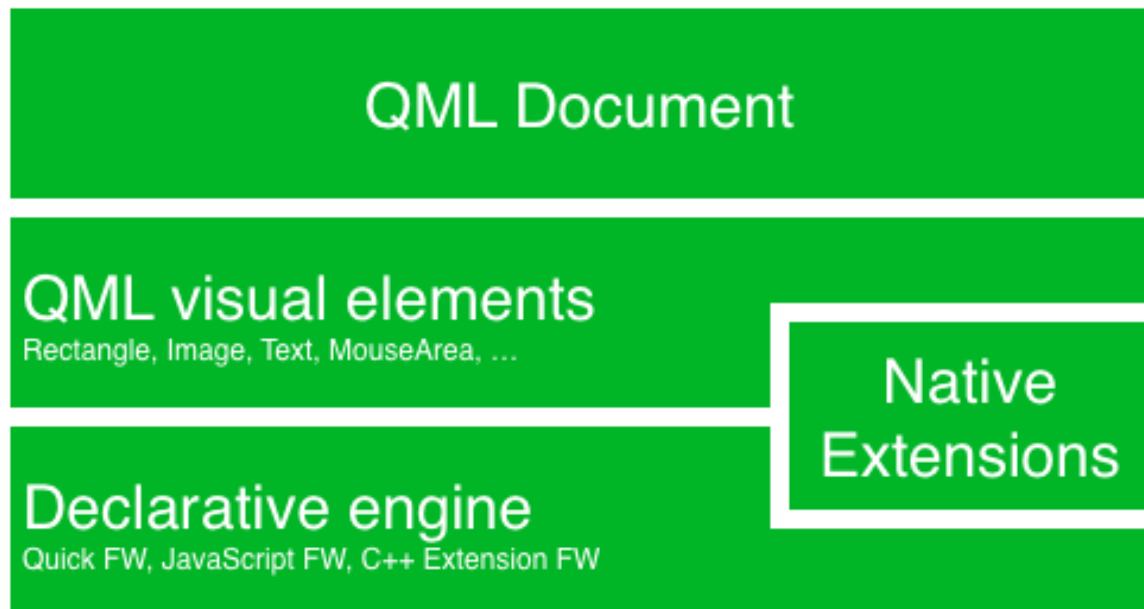 QML Document
QML visual elements
Rectangle, Image, Text, MouseArea, …
Native
Extensions
Declarative engine
Quick FW, JavaScript FW, C++ Extension FW